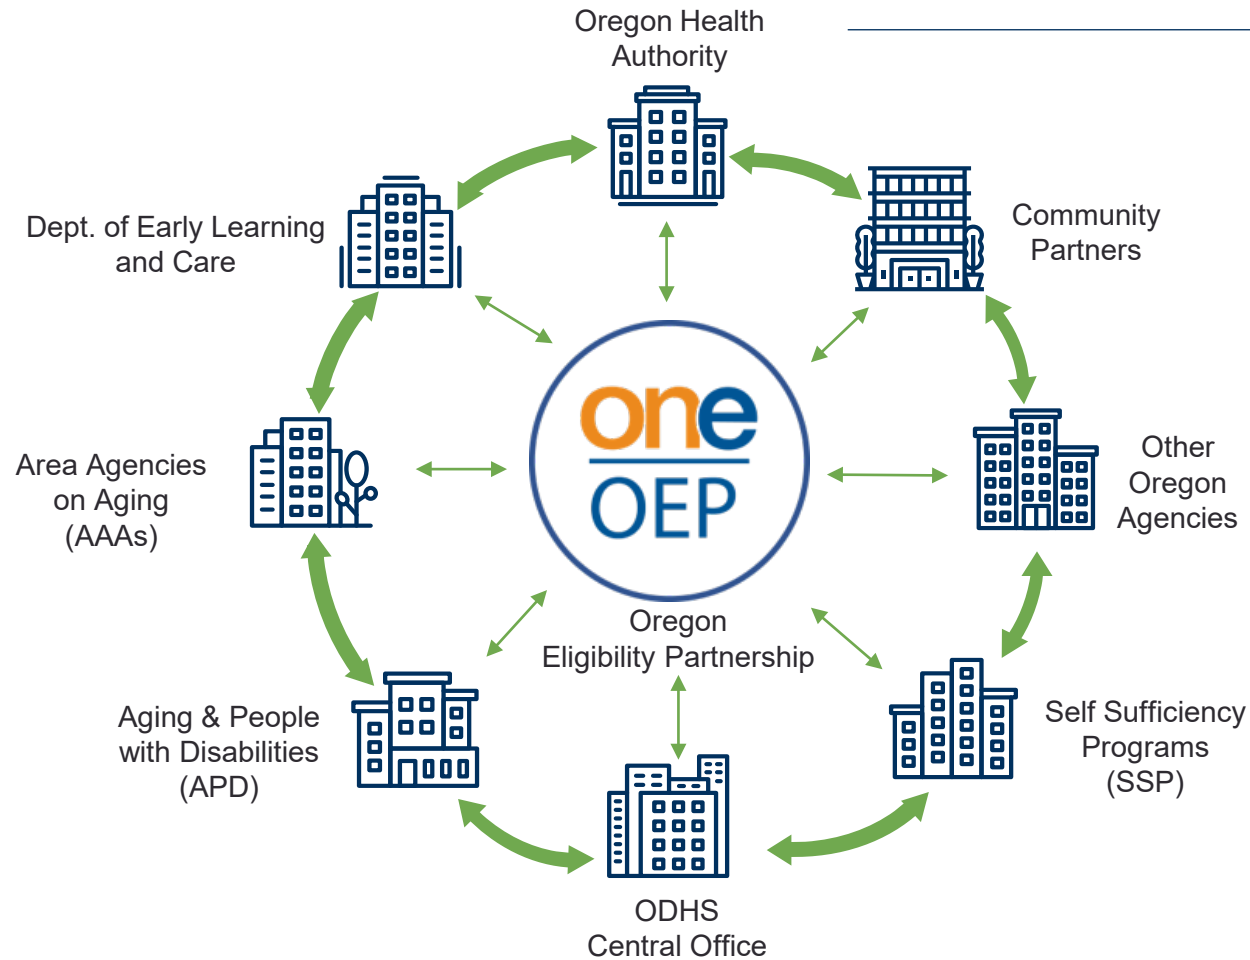 Oregon Health
Authority
Dept. of Early Learning
and Care
Community
Partners
one
OEP
Area Agencies
on Aging
(AAAs)
Other
Oregon
Agencies
Oregon
Eligibility Partnership
Aging & People
with Disabilities
(APD)
Self Sufficiency
Programs
(SSP)
ODHS
Central Office